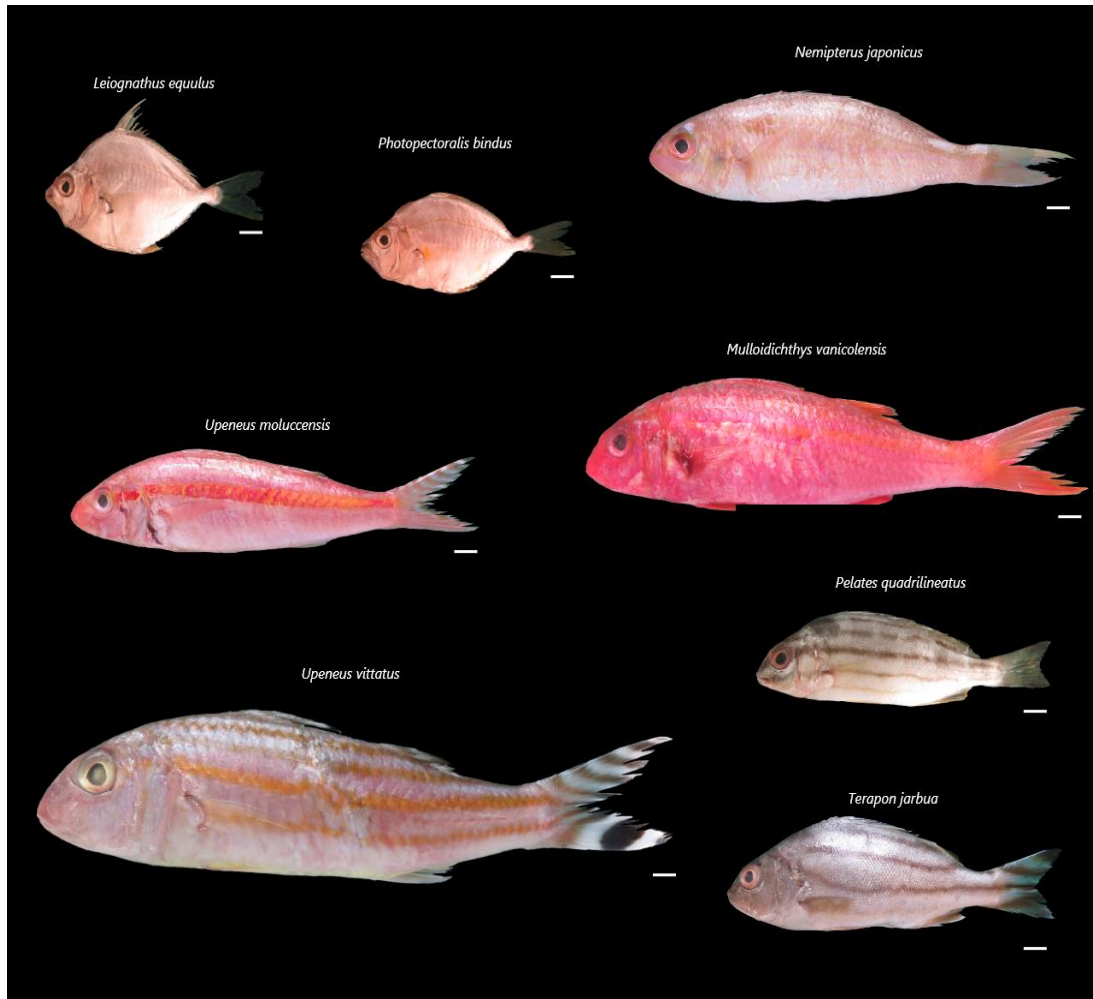 Nemipterus japonicus
Leiognathus equulus
Photopectoralis bindus
Mulloidichthys vanicolensis
Upeneus moluccensis
Pelates quadrilineatus
Upeneus vittatus
Terapon jarbua